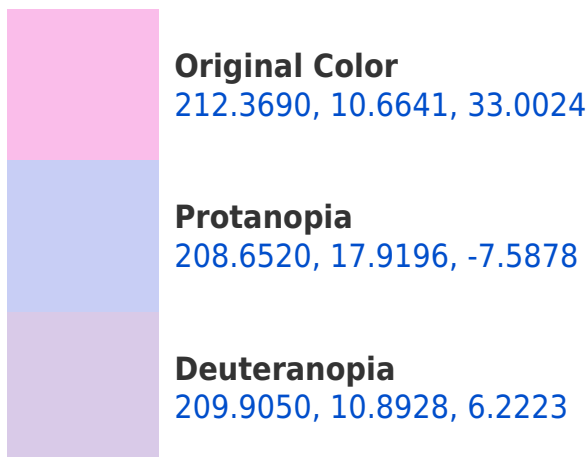 Original Color
212.3690, 10.6641, 33.0024
Protanopia
208.6520, 17.9196, -7.5878
Deuteranopia
209.9050, 10.8928, 6.2223